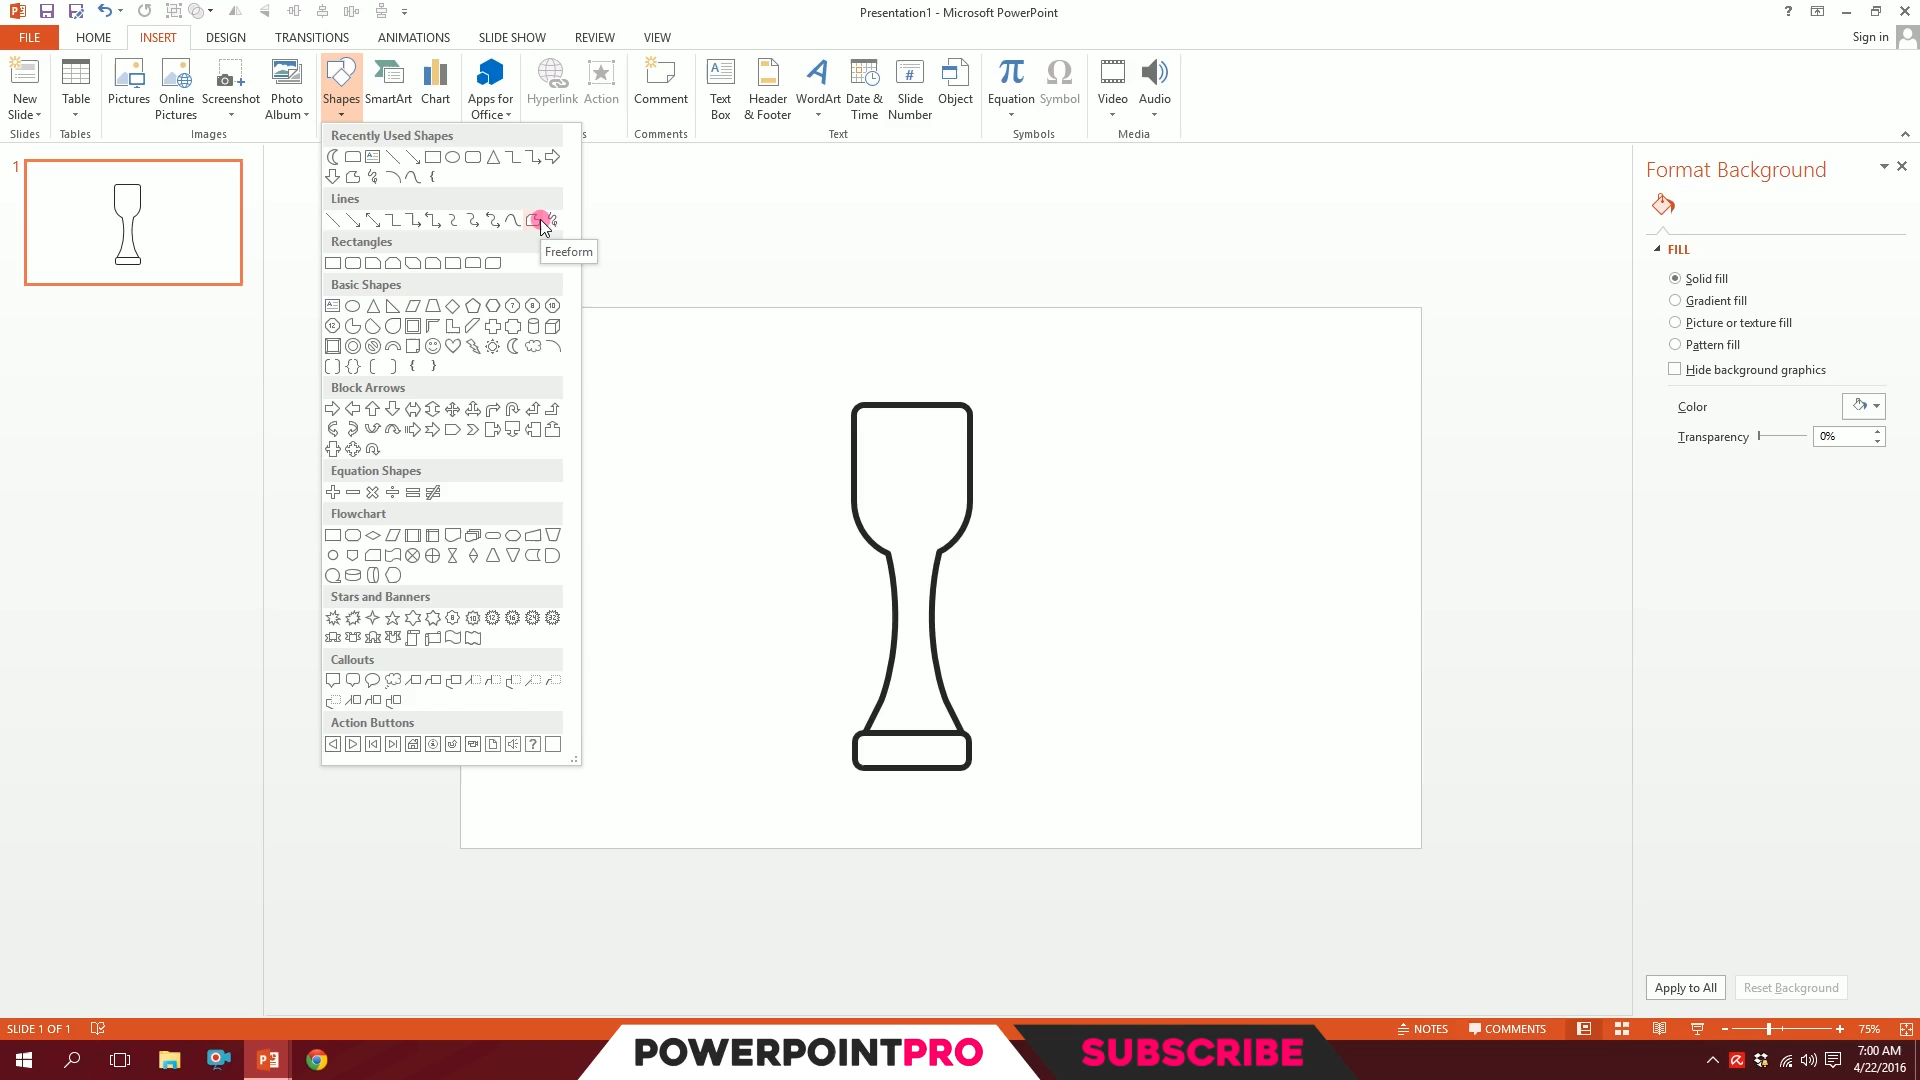 Presentation1 - Microsoft PowerPoint
?
FILE HOME INSERT DESIGN TRANSITIONS ANIMATIONS SLIDE SHOW REVIEW VIEW
Sign in
New Slide
Table
Pictures
Online Pictures
Screenshot
Photo Album
Shapes
SmartArt
Chart
Apps for Office
Hyperlink
Action
Comment
Text Box
Header & Footer
WordArt
Date & Time
Slide Number
Object
Equation
Symbol
Video
Audio
Slides Tables Images Comments Text Symbols Media
Recently Used Shapes
Lines
Freeform
Rectangles
Basic Shapes
Block Arrows
Equation Shapes
Flowchart
Stars and Banners
Callouts
Action Buttons
1
Format Background
FILL
Solid fill
Gradient fill
Picture or texture fill
Pattern fill
Hide background graphics
Color
Transparency 0%
Apply to All Reset Background
SLIDE 1 OF 1
NOTES COMMENTS 75%
POWERPOINTPRO SUBSCRIBE
7:00 AM
4/22/2016